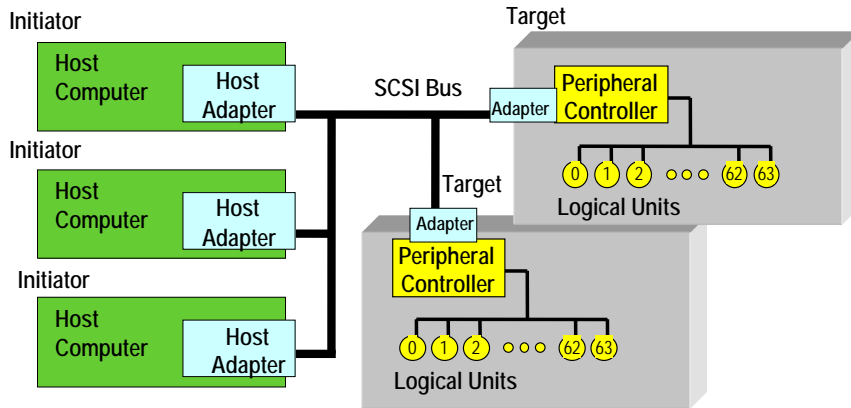 Initiator
Host
Computer
Host
Adapter
Initiator
Host
Computer
Host
Adapter
Initiator
Host
Computer
Host
Adapter
SCSI Bus
Target
Adapter
Peripheral
Controller
0 1 2 62 63
Logical Units
Target
Adapter
Peripheral
Controller
0 1 2 62 63
Logical Units